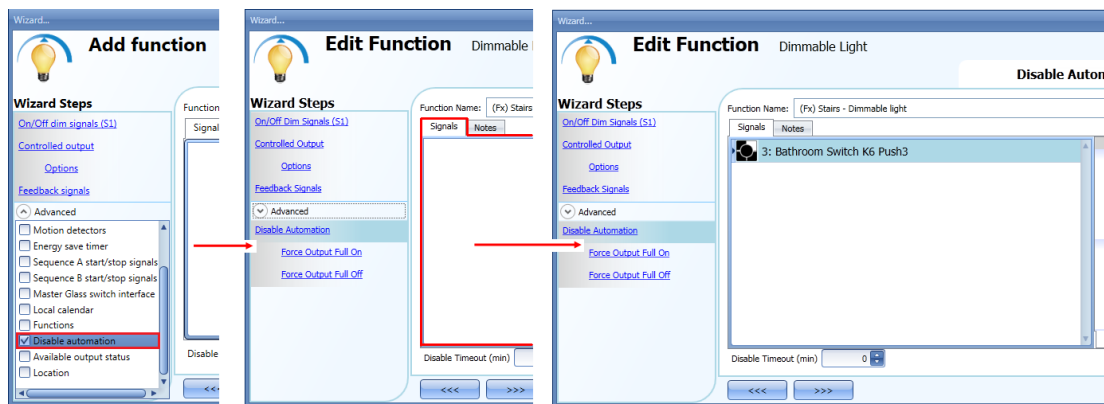 Wizard...
Add function
Wizard Steps
On/Off dim signals (S1)
Controlled output
Options
Feedback signals
Advanced
Motion detectors
Energy save timer
Sequence A start/stop signals
Sequence B start/stop signals
Master Glass switch interface
Local calendar
Functions
Disable automation
Available output status
Location
Function
Signal
Disable
<<<
Wizard...
Edit Function Dimmable
Wizard Steps
On/Off Dim Signals (S1)
Controlled Output
Options
Feedback Signals
Advanced
Disable Automation
Force Output Full On
Force Output Full Off
Function Name: (Fx) Stairs
Signals Notes
Disable Timeout (min)
<<< >>>
Wizard...
Edit Function Dimmable Light
Disable Autom
Wizard Steps
On/Off Dim Signals (S1)
Controlled Output
Options
Feedback Signals
Advanced
Disable Automation
Force Output Full On
Force Output Full Off
Function Name: (Fx) Stairs - Dimmable light
Signals Notes
3: Bathroom Switch K6 Push3
Disable Timeout (min) 0
<<< >>>